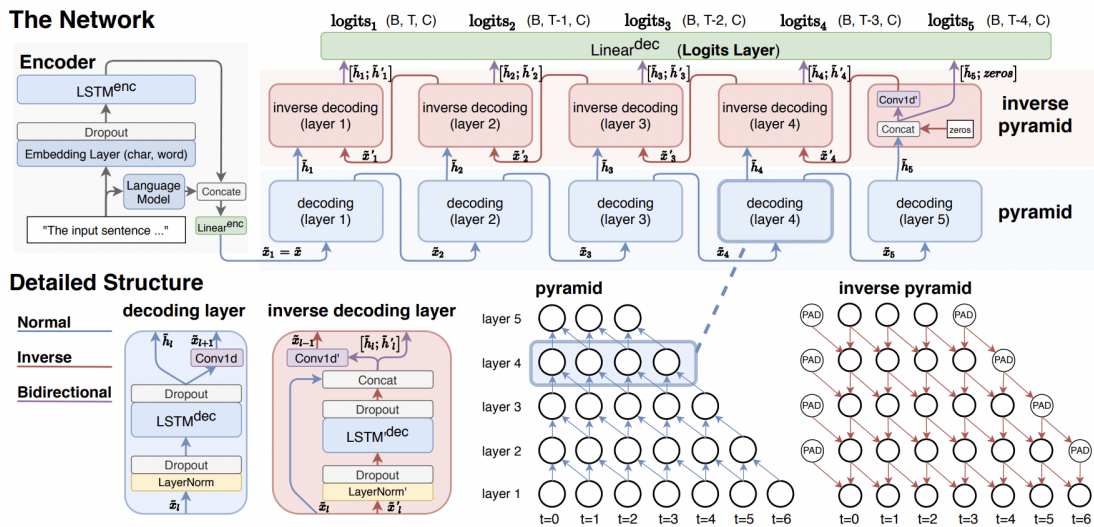 The Network
logits₁ (B, T, C)
logits₂ (B, T-1, C)
logits₃ (B, T-2, C)
logits₄ (B, T-3, C)
logits₅ (B, T-4, C)
Linear^dec (Logits Layer)
Encoder
LSTM^enc
Dropout
Embedding Layer (char, word)
Language
Model
Concate
"The input sentence ..."
Linear^enc
[h̃₁; h̃'₁]
[h̃₂; h̃'₂]
[h̃₃; h̃'₃]
[h̃₄; h̃'₄]
[h̃₅; zeros]
inverse decoding
(layer 1)
inverse decoding
(layer 2)
inverse decoding
(layer 3)
inverse decoding
(layer 4)
Conv1d'
Concat
zeros
inverse
pyramid
h̃₁
x̃'₁
h̃₂
x̃'₂
h̃₃
x̃'₃
h̃₄
x̃'₄
h̃₅
decoding
(layer 1)
decoding
(layer 2)
decoding
(layer 3)
decoding
(layer 4)
decoding
(layer 5)
pyramid
x̃₁ = x̃
x̃₂
x̃₃
x̃₄
x̃₅
Detailed Structure
Normal
Inverse
Bidirectional
decoding layer
h̃ₗ
x̃ₗ₊₁
Conv1d
Dropout
LSTM^dec
Dropout
LayerNorm
x̃ₗ
inverse decoding layer
x̃ₗ₋₁
[h̃ₗ; h̃'ₗ]
Conv1d'
Concat
Dropout
LSTM'^dec
Dropout
LayerNorm'
x̃ₗ
x̃'ₗ
pyramid
layer 5
layer 4
layer 3
layer 2
layer 1
t=0 t=1 t=2 t=3 t=4 t=5 t=6
inverse pyramid
PAD PAD
PAD PAD
PAD PAD
PAD PAD
t=0 t=1 t=2 t=3 t=4 t=5 t=6